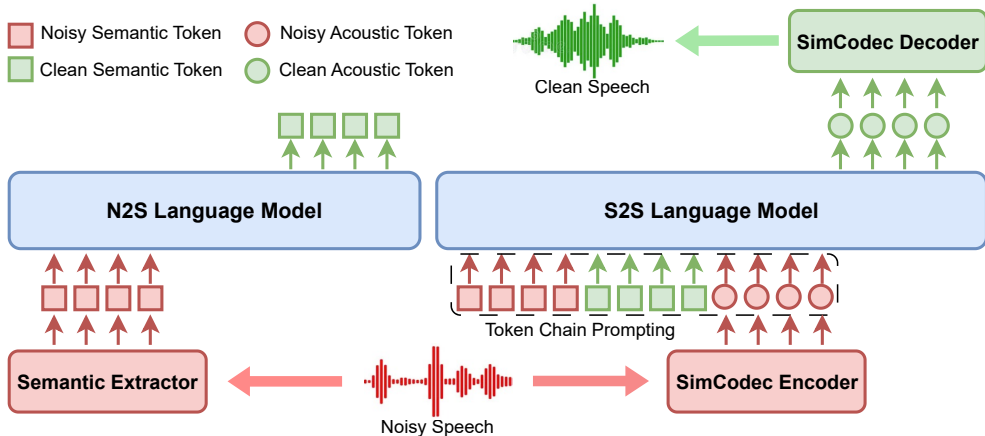 Noisy Semantic Token
Noisy Acoustic Token
Clean Semantic Token
Clean Acoustic Token
Clean Speech
SimCodec Decoder
N2S Language Model
S2S Language Model
Token Chain Prompting
Semantic Extractor
Noisy Speech
SimCodec Encoder